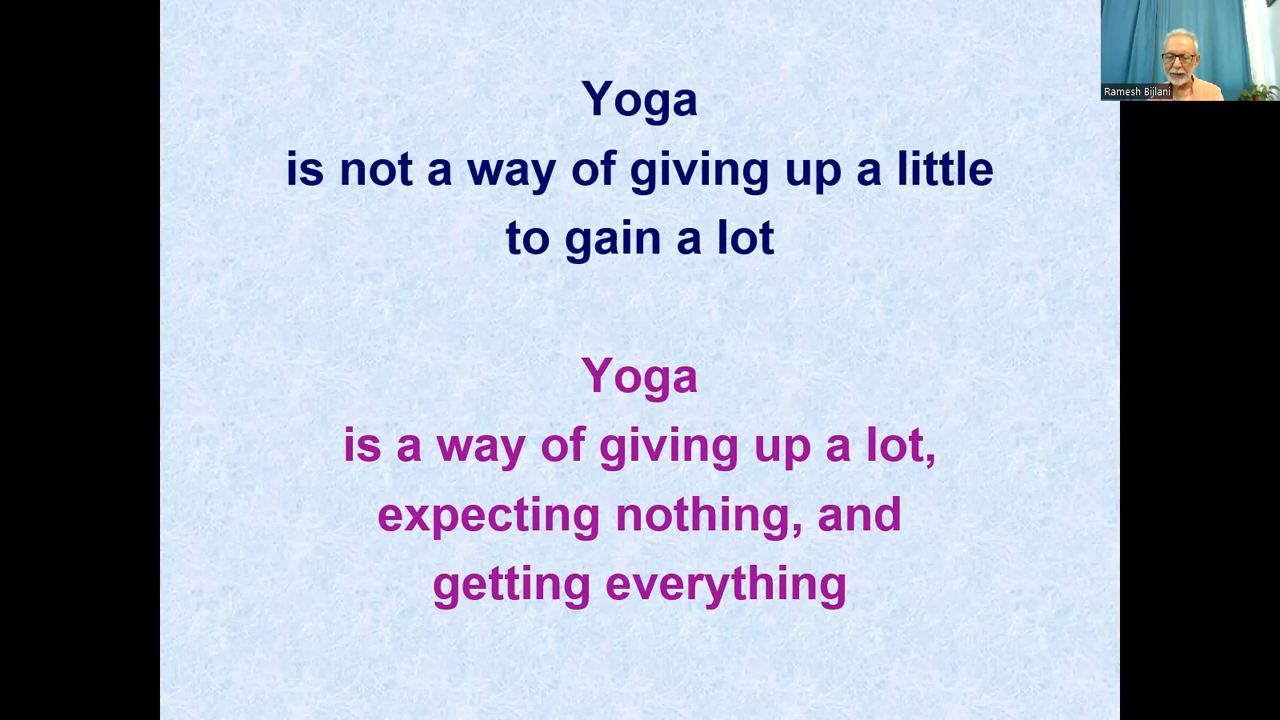 Yoga
is not a way of giving up a little
to gain a lot
Yoga
is a way of giving up a lot,
expecting nothing, and
getting everything
Ramesh Bijlani